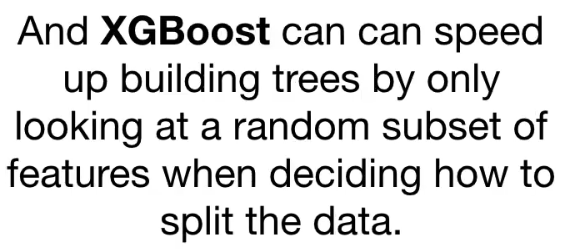 And XGBoost can can speed
up building trees by only
looking at a random subset of
features when deciding how to
split the data.